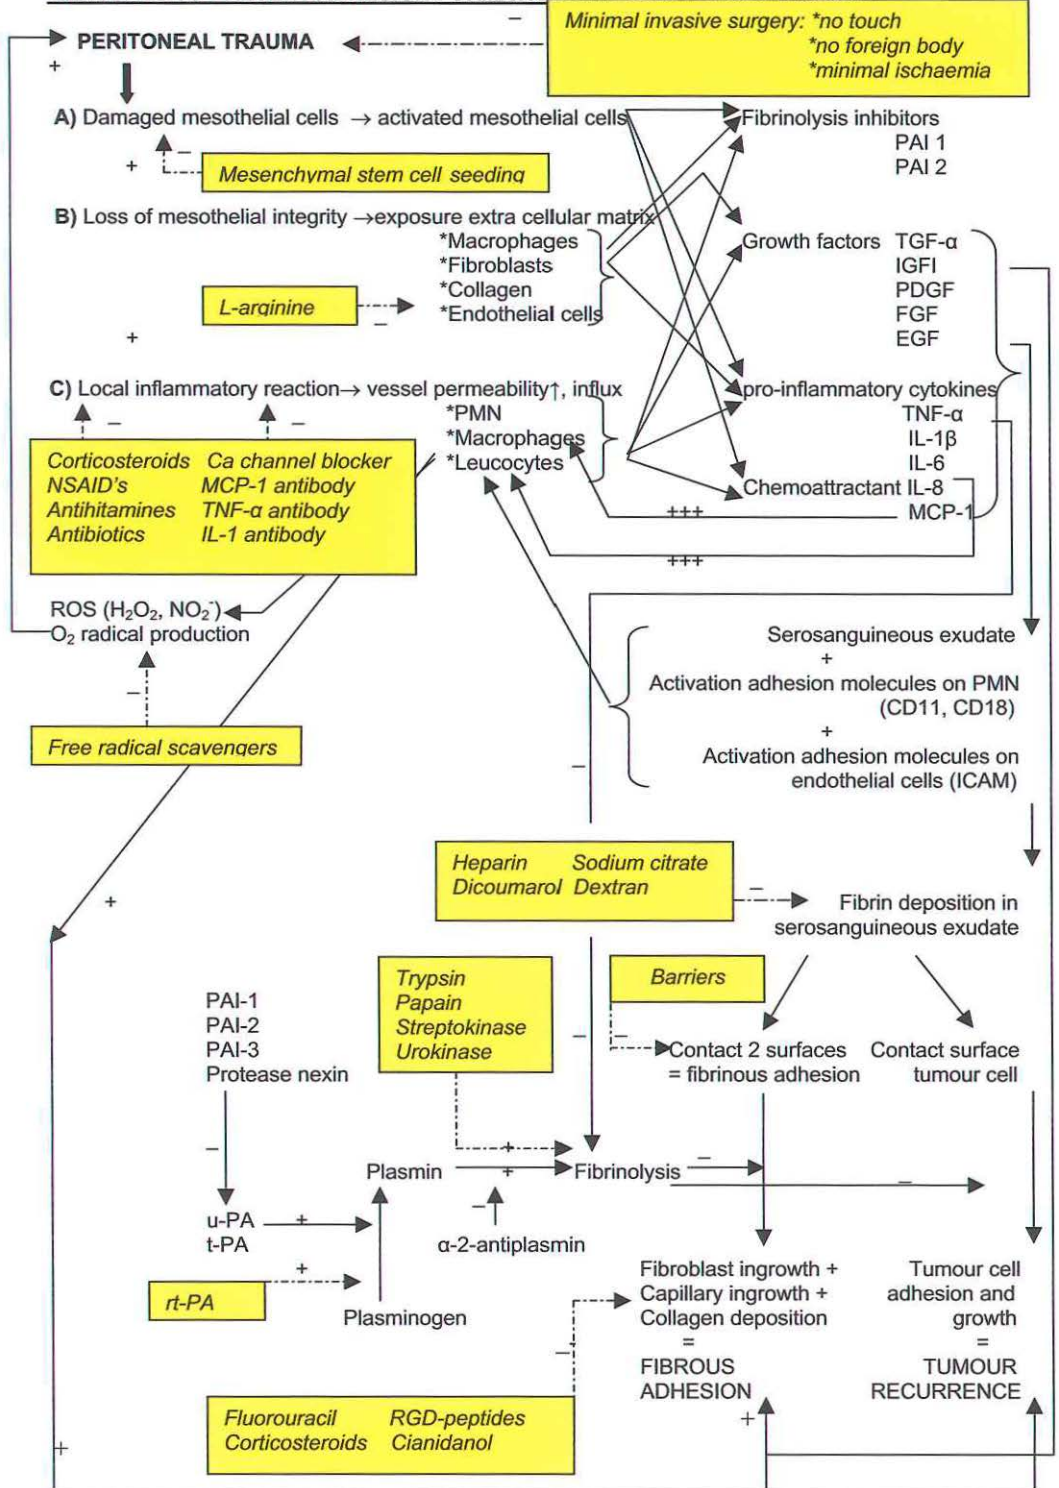 Minimal invasive surgery: *no touch
*no foreign body
*minimal ischaemia
–
PERITONEAL TRAUMA
+
A) Damaged mesothelial cells → activated mesothelial cells
Fibrinolysis inhibitors
PAI 1
PAI 2
–
+
Mesenchymal stem cell seeding
B) Loss of mesothelial integrity →exposure extra cellular matrix
*Macrophages
*Fibroblasts
*Collagen
*Endothelial cells
Growth factors TGF-α
IGFI
PDGF
FGF
EGF
L-arginine
–
+
C) Local inflammatory reaction→ vessel permeability↑, influx
*PMN
*Macrophages
*Leucocytes
pro-inflammatory cytokines
TNF-α
IL-1β
IL-6
Chemoattractant IL-8
MCP-1
+++
+++
– –
Corticosteroids Ca channel blocker
NSAID's MCP-1 antibody
Antihitamines TNF-α antibody
Antibiotics IL-1 antibody
ROS (H₂O₂, NO₂⁻)
O₂ radical production
–
Free radical scavengers
Serosanguineous exudate
+
Activation adhesion molecules on PMN
(CD11, CD18)
+
Activation adhesion molecules on
endothelial cells (ICAM)
–
+
Heparin Sodium citrate
Dicoumarol Dextran
–
Fibrin deposition in
serosanguineous exudate
Trypsin
Papain
Streptokinase
Urokinase
Barriers
–
–
Contact 2 surfaces
= fibrinous adhesion
Contact surface
tumour cell
PAI-1
PAI-2
PAI-3
Protease nexin
–
+
Plasmin
+
Fibrinolysis
–
–
–
u-PA
t-PA
+
α-2-antiplasmin
+
rt-PA
Plasminogen
Fibroblast ingrowth +
Capillary ingrowth +
Collagen deposition
=
FIBROUS
ADHESION
Tumour cell
adhesion and
growth
=
TUMOUR
RECURRENCE
–
Fluorouracil RGD-peptides
Corticosteroids Cianidanol
+
+